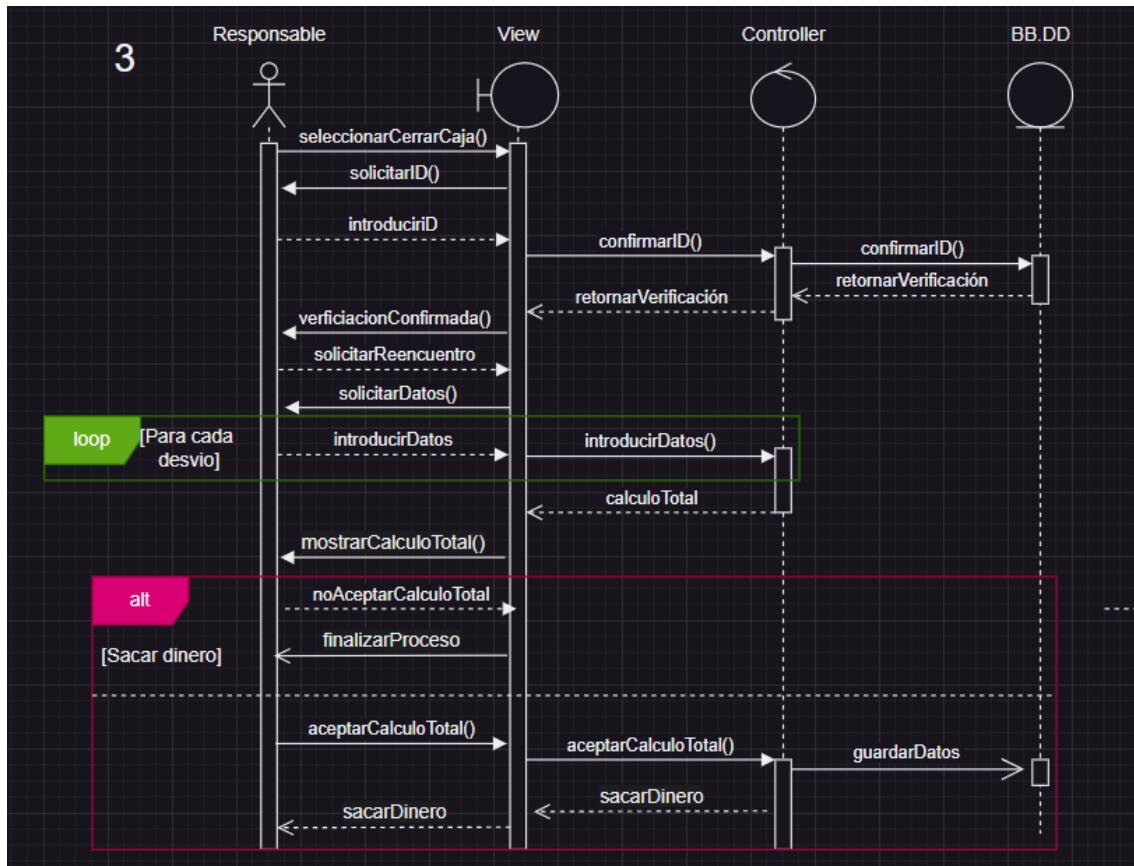 3
Responsable
View
Controller
BB.DD
seleccionarCerrarCaja()
solicitarID()
introduciriD
confirmarID()
confirmarID()
retornarVerificación
retornarVerificación
verficiacionConfirmada()
solicitarReencuentro
solicitarDatos()
loop
[Para cada
desvio]
introducirDatos
introducirDatos()
calculoTotal
mostrarCalculoTotal()
alt
noAceptarCalculoTotal
[Sacar dinero]
finalizarProceso
aceptarCalculoTotal()
aceptarCalculoTotal()
guardarDatos
sacarDinero
sacarDinero